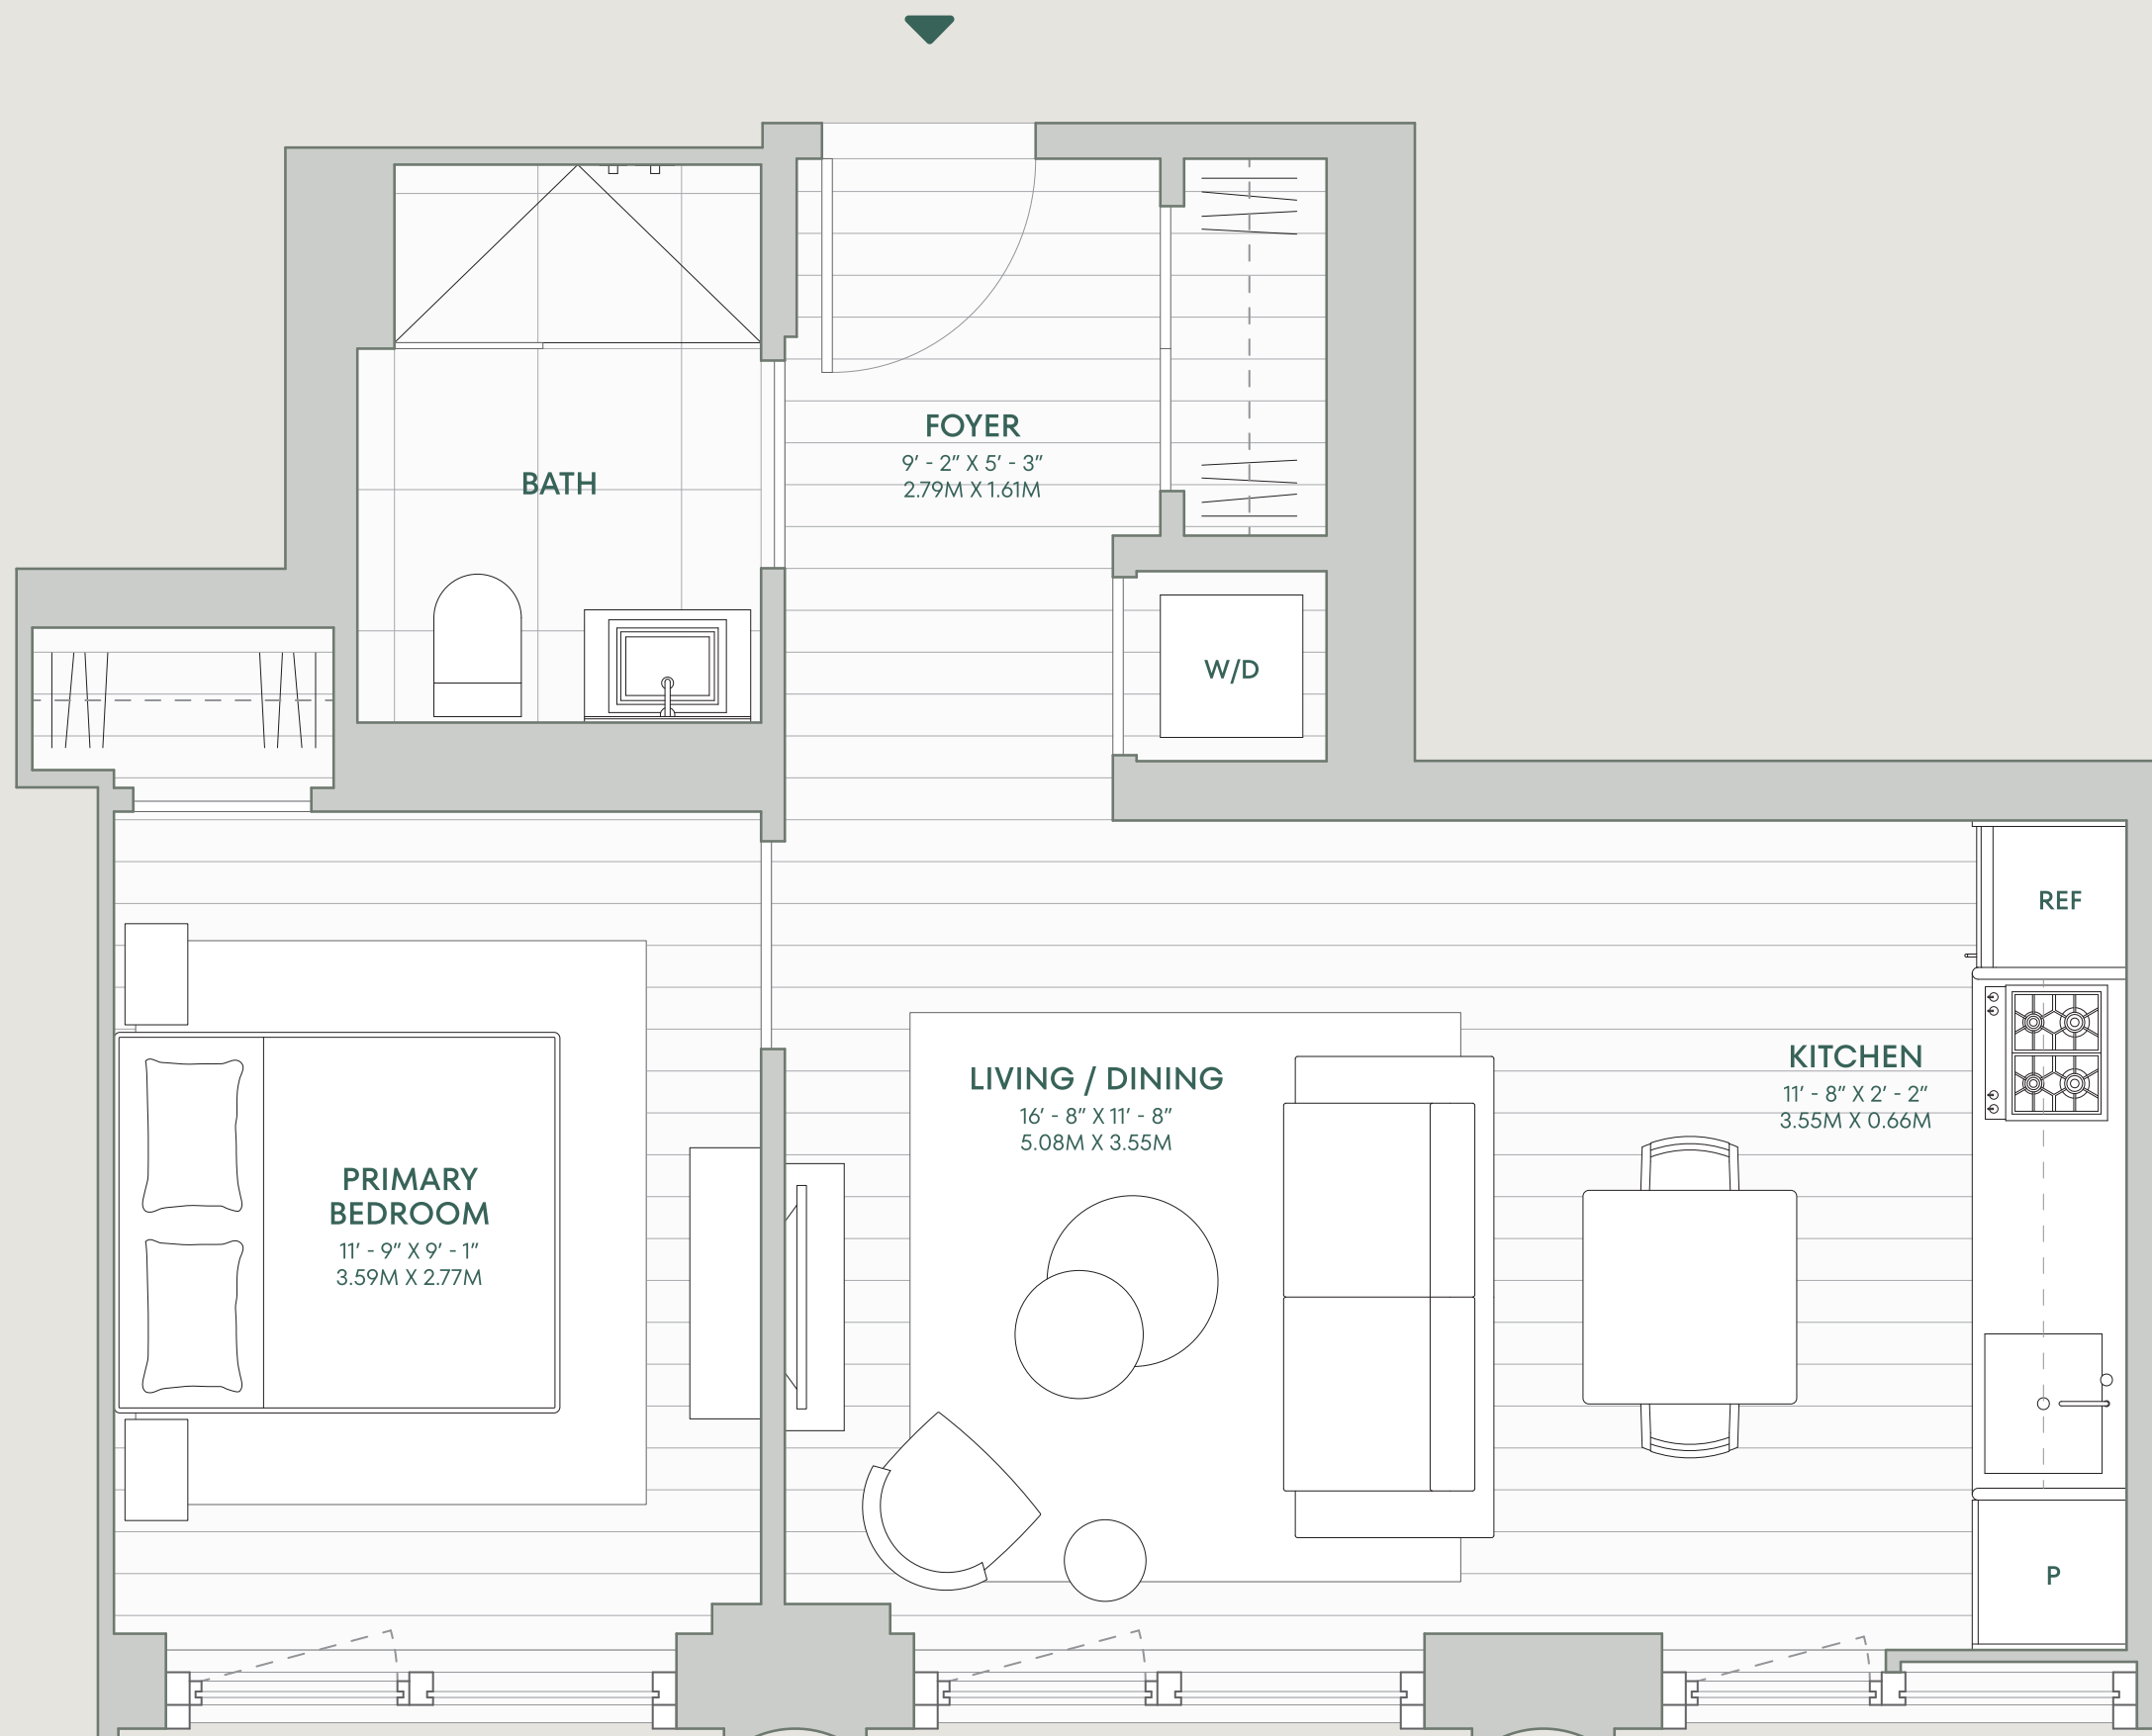 FOYER
9’ - 2” X 5’ - 3”
2.79M X 1.61M
BATH
W/D
REF
KITCHEN
11’ - 8” X 2’ - 2”
3.55M X 0.66M
LIVING / DINING
16’ - 8” X 11’ - 8”
5.08M X 3.55M
PRIMARY
BEDROOM
11’ - 9” X 9’ - 1”
3.59M X 2.77M
P